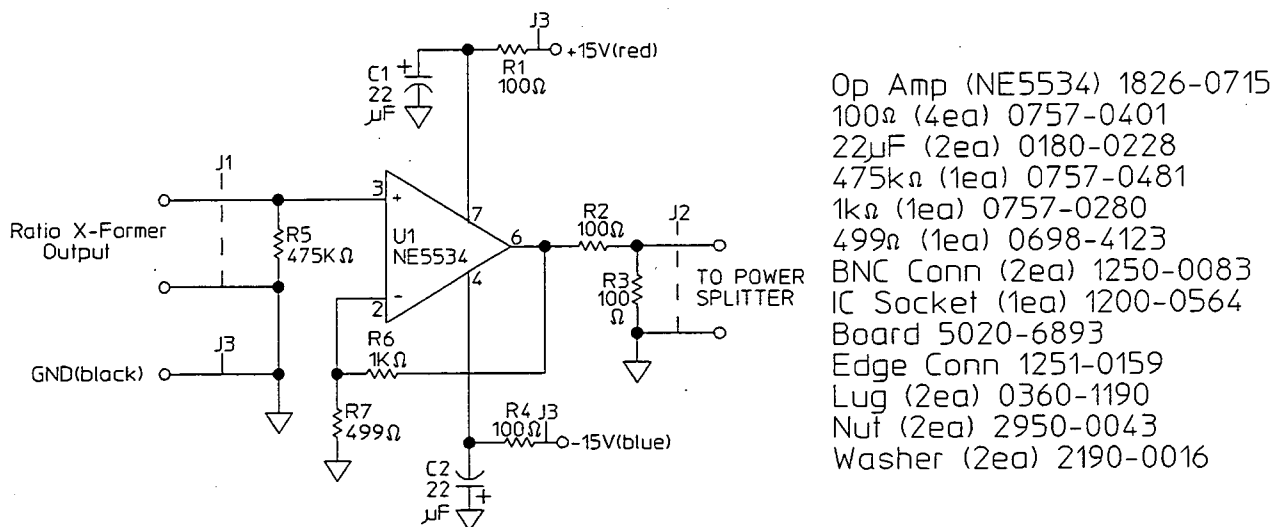 J3
+15V(red)
R1
100Ω
C1
+
22
µF
J1
3
+
7
R2
100Ω
J2
Ratio X-Former
Output
R5
475KΩ
U1
NE5534
6
R3
100
Ω
TO POWER
SPLITTER
4
-
2
R6
1KΩ
J3
GND(black)
R7
499Ω
R4
100Ω
J3
-15V(blue)
C2
22
µF
+
Op Amp (NE5534) 1826-0715
100Ω (4ea) 0757-0401
22µF (2ea) 0180-0228
475kΩ (1ea) 0757-0481
1kΩ (1ea) 0757-0280
499Ω (1ea) 0698-4123
BNC Conn (2ea) 1250-0083
IC Socket (1ea) 1200-0564
Board 5020-6893
Edge Conn 1251-0159
Lug (2ea) 0360-1190
Nut (2ea) 2950-0043
Washer (2ea) 2190-0016